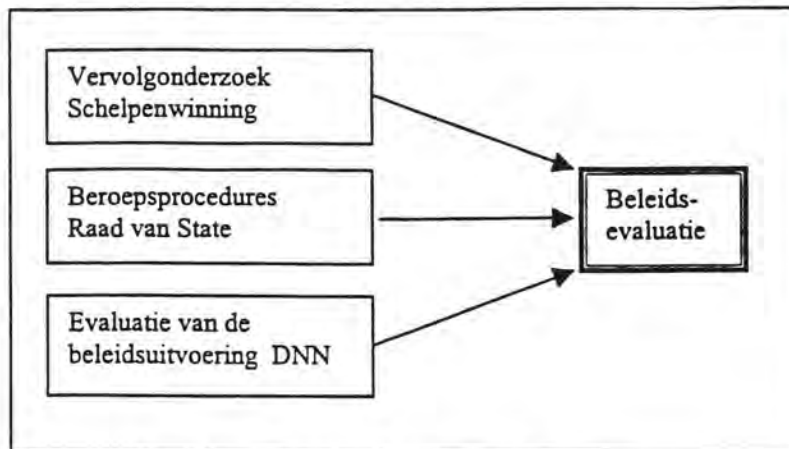 Vervolgonderzoek
Schelpenwinning
Beroepsprocedures
Raad van State
Evaluatie van de
beleidsuitvoering DNN
Beleids-
evaluatie